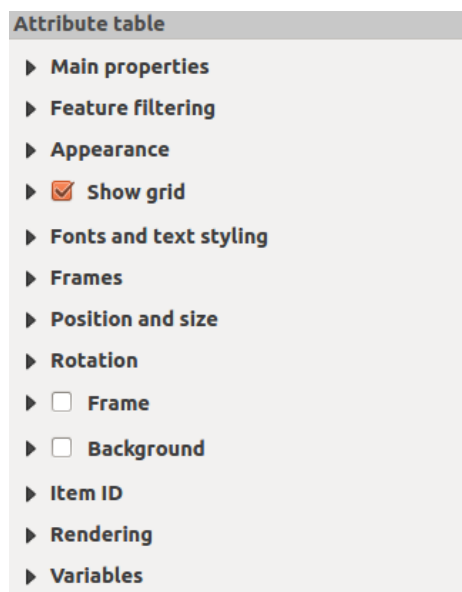 Attribute table
Main properties
Feature filtering
Appearance
Show grid
Fonts and text styling
Frames
Position and size
Rotation
Frame
Background
Item ID
Rendering
Variables